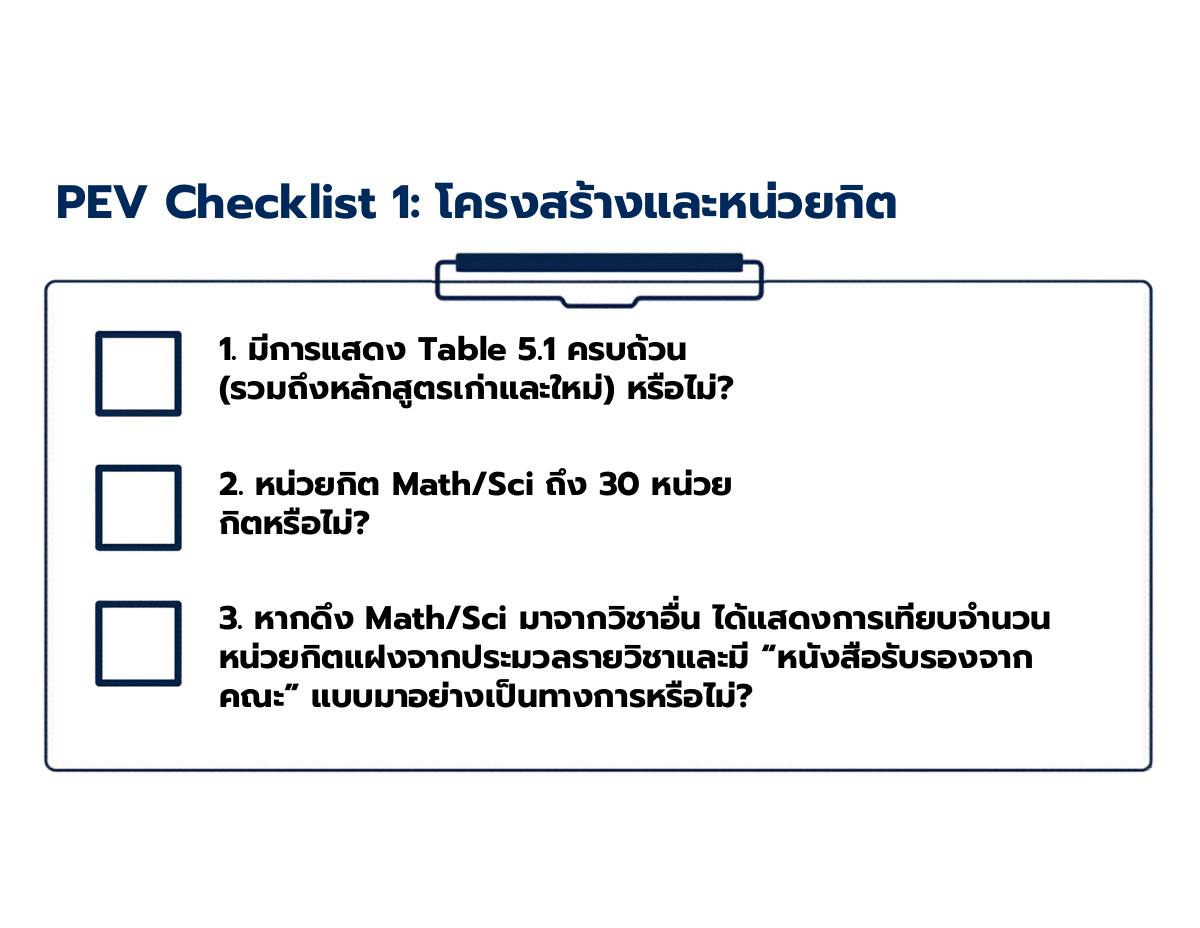 PEV Checklist 1: โครงสร้างและหน่วยกิต
1. มีการแสดง Table 5.1 ครบถ้วน
(รวมถึงหลักสูตรเก่าและใหม่) หรือไม่?
2. หน่วยกิต Math/Sci ถึง 30 หน่วย
กิตหรือไม่?
3. หากดึง Math/Sci มาจากวิชาอื่น ได้แสดงการเทียบจำนวน
หน่วยกิตแฝงจากประมวลรายวิชาและมี “หนังสือรับรองจาก
คณะ” แบบมาอย่างเป็นทางการหรือไม่?